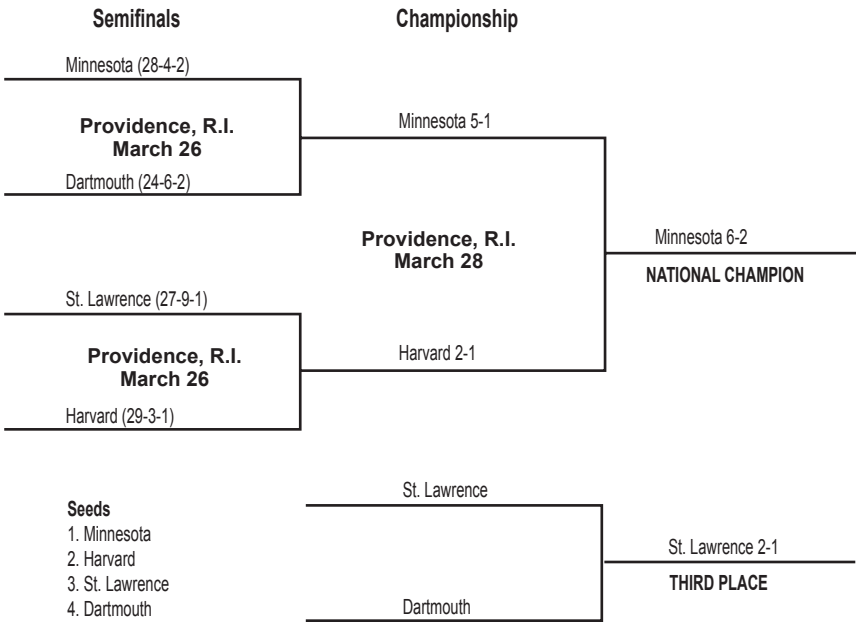 Semifinals
Championship
Minnesota (28-4-2)
Providence, R.I.
March 26
Dartmouth (24-6-2)
Minnesota 5-1
Providence, R.I.
March 28
Minnesota 6-2
NATIONAL CHAMPION
St. Lawrence (27-9-1)
Providence, R.I.
March 26
Harvard (29-3-1)
Harvard 2-1
Seeds
1. Minnesota
2. Harvard
3. St. Lawrence
4. Dartmouth
St. Lawrence
Dartmouth
St. Lawrence 2-1
THIRD PLACE